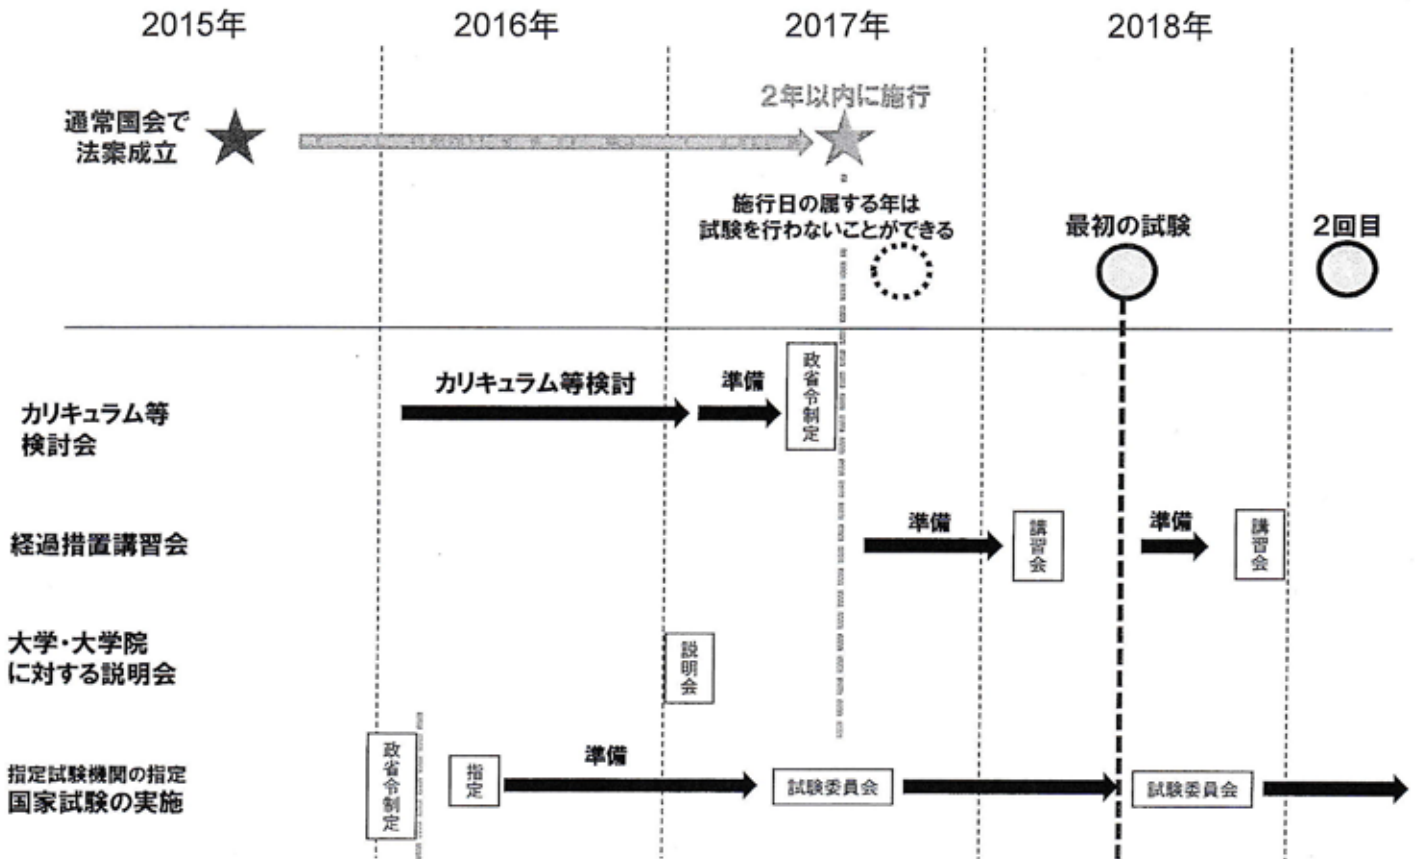 2015年
2016年
2017年
2018年
通常国会で
法案成立
2年以内に施行
施行日の属する年は
試験を行わないことができる
最初の試験
2回目
カリキュラム等
検討会
カリキュラム等検討
準備
政省令制定
経過措置講習会
準備
講習会
準備
講習会
大学・大学院
に対する説明会
説明会
指定試験機関の指定
国家試験の実施
政省令制定
指定
準備
試験委員会
試験委員会